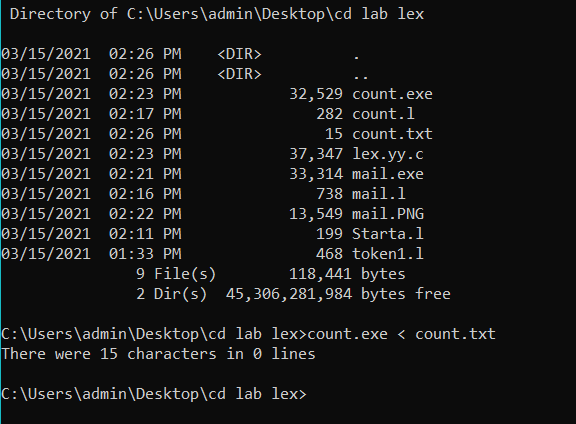 Directory of C:\Users\admin\Desktop\cd lab lex
03/15/2021  02:26 PM    <DIR>          .
03/15/2021  02:26 PM    <DIR>          ..
03/15/2021  02:23 PM            32,529 count.exe
03/15/2021  02:17 PM               282 count.l
03/15/2021  02:26 PM                15 count.txt
03/15/2021  02:23 PM            37,347 lex.yy.c
03/15/2021  02:21 PM            33,314 mail.exe
03/15/2021  02:16 PM               738 mail.l
03/15/2021  02:22 PM            13,549 mail.PNG
03/15/2021  02:11 PM               199 Starta.l
03/15/2021  01:33 PM               468 token1.l
9 File(s)        118,441 bytes
2 Dir(s)  45,306,281,984 bytes free
C:\Users\admin\Desktop\cd lab lex>count.exe < count.txt
There were 15 characters in 0 lines
C:\Users\admin\Desktop\cd lab lex>